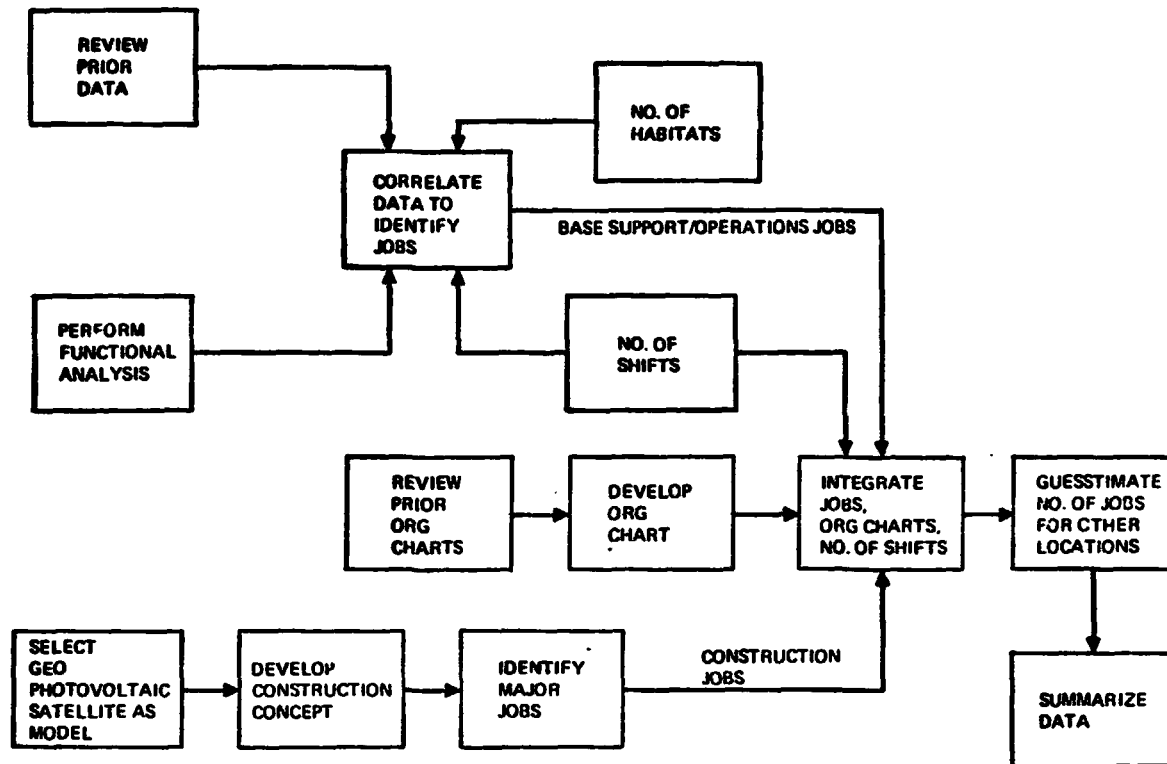 REVIEW
PRIOR
DATA
NO. OF
HABITATS
CORRELATE
DATA TO
IDENTIFY
JOBS
BASE SUPPORT/OPERATIONS JOBS
PERFORM
FUNCTIONAL
ANALYSIS
NO. OF
SHIFTS
REVIEW
PRIOR
ORG
CHARTS
DEVELOP
ORG
CHART
INTEGRATE
JOBS,
ORG CHARTS,
NO. OF SHIFTS
GUESSTIMATE
NO. OF JOBS
FOR OTHER
LOCATIONS
SELECT
GEO
PHOTOVOLTAIC
SATELLITE AS
MODEL
DEVELOP
CONSTRUCTION
CONCEPT
IDENTIFY
MAJOR
JOBS
CONSTRUCTION
JOBS
SUMMARIZE
DATA